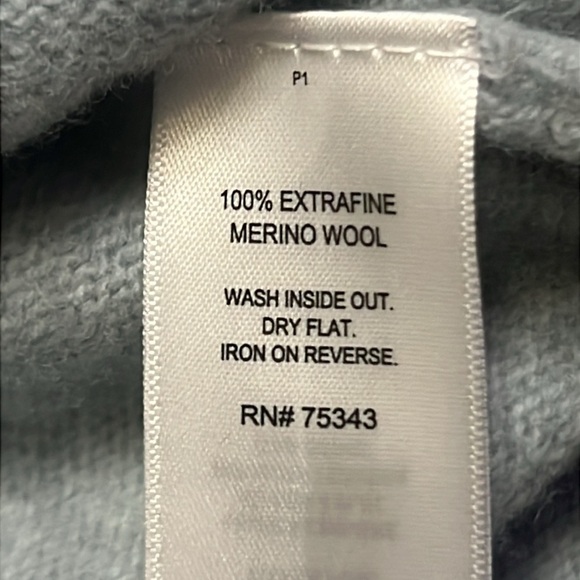 P1
100% EXTRAFINE
MERINO WOOL
WASH INSIDE OUT.
DRY FLAT.
IRON ON REVERSE.
RN# 75343